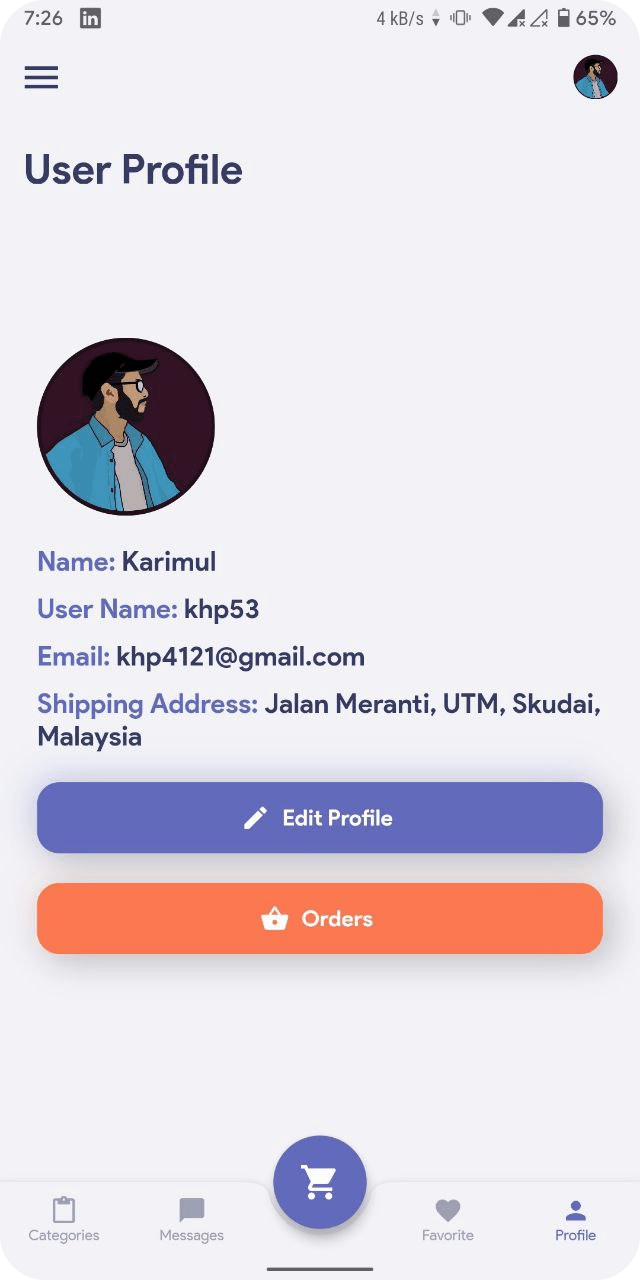 7:26 in 4 kB/s 65%
User Profile
Name: Karimul
User Name: khp53
Email: khp4121@gmail.com
Shipping Address: Jalan Meranti, UTM, Skudai,
Malaysia
Edit Profile
Orders
Categories Messages Favorite Profile